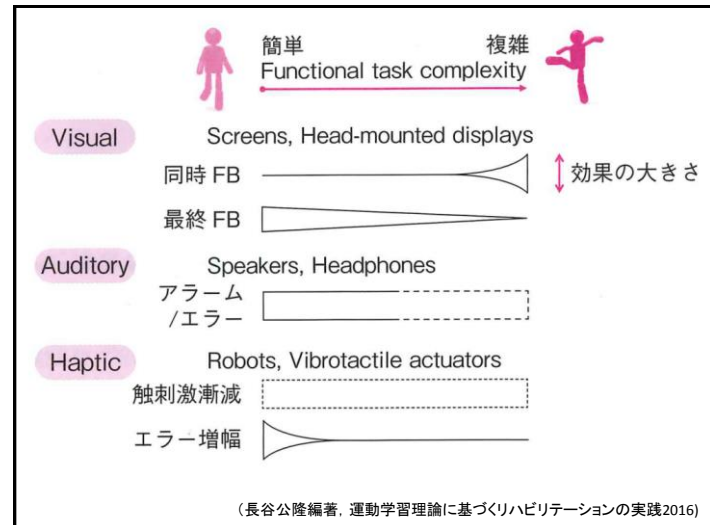 簡単
複雑
Functional task complexity
Visual
Screens, Head-mounted displays
同時 FB
効果の大きさ
最終 FB
Auditory
Speakers, Headphones
アラーム
/エラー
Haptic
Robots, Vibrotactile actuators
触刺激漸減
エラー増幅
(長谷公隆編著，運動学習理論に基づくリハビリテーションの実践2016)